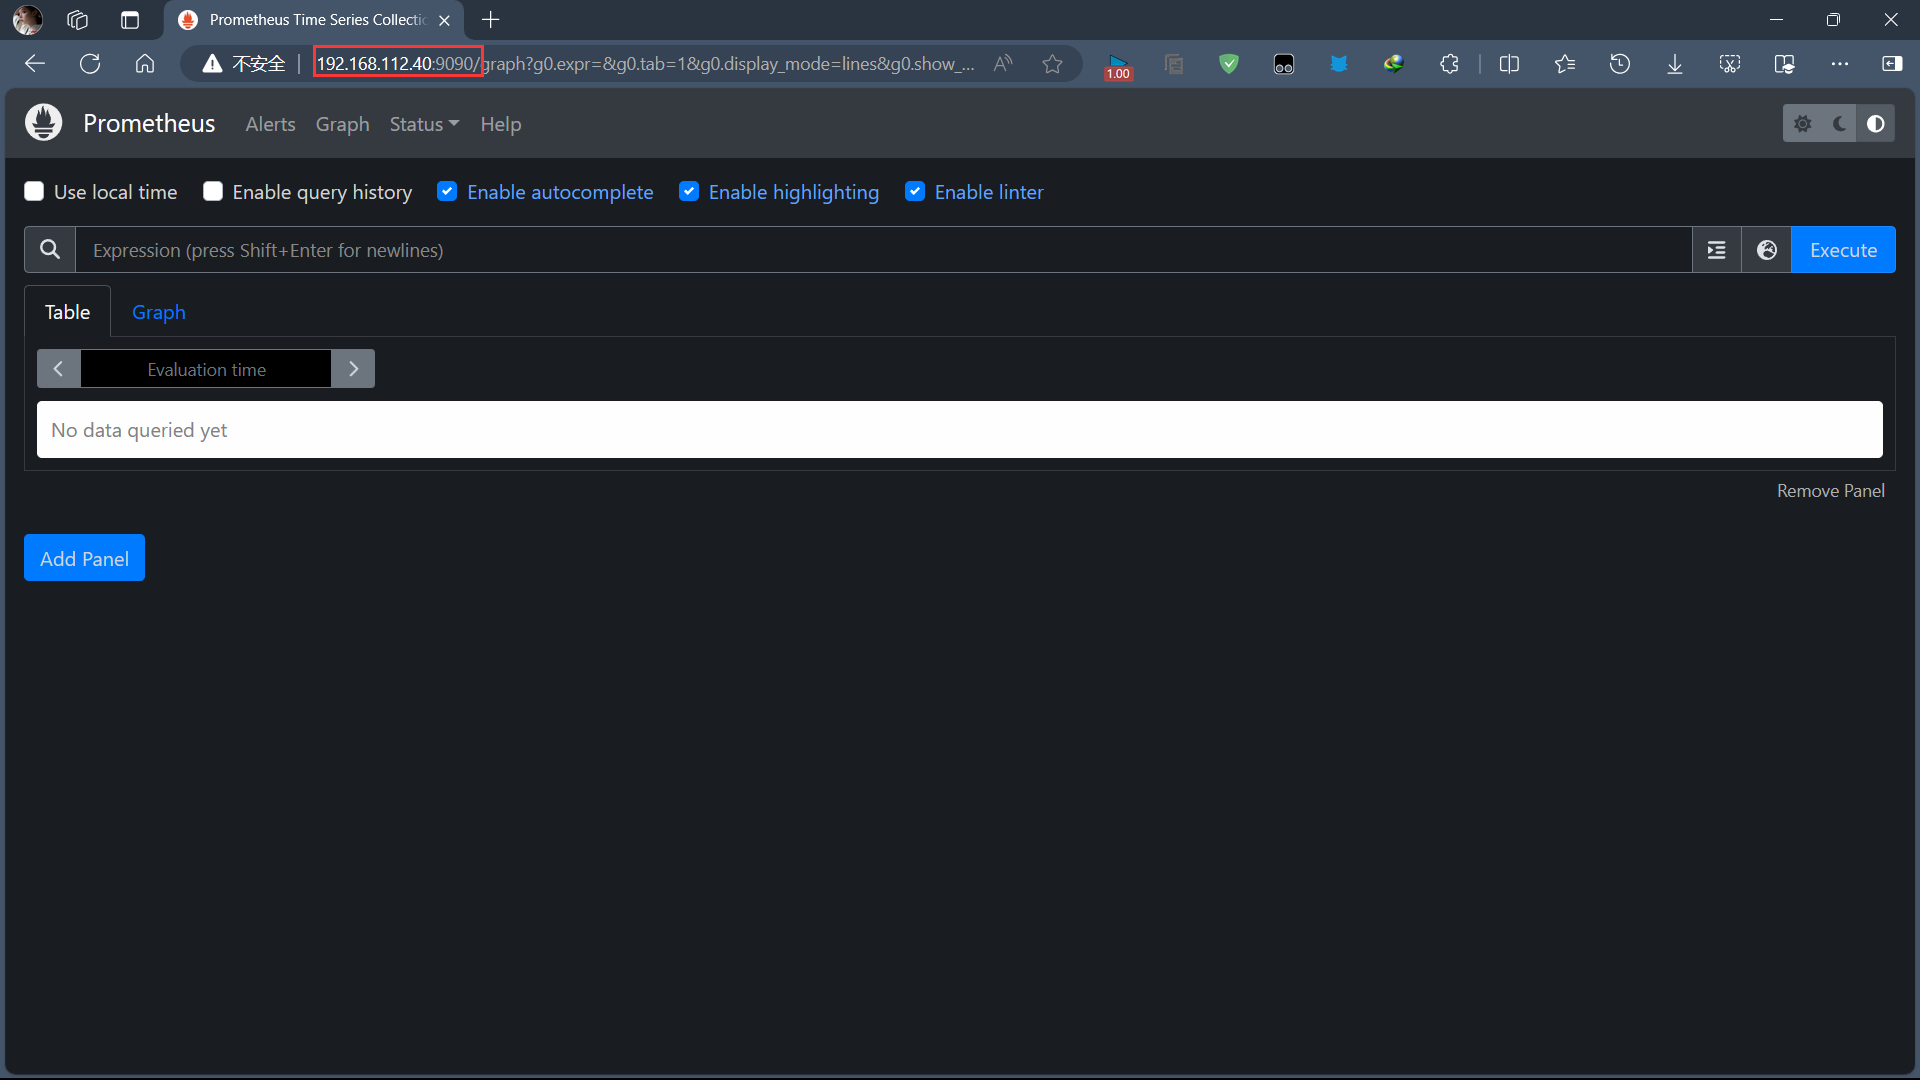 Prometheus Time Series Collectic
不安全
192.168.112.40:9090/graph?g0.expr=&g0.tab=1&g0.display_mode=lines&g0.show_...
1.00
Prometheus
Alerts
Graph
Status
Help
Use local time
Enable query history
Enable autocomplete
Enable highlighting
Enable linter
Expression (press Shift+Enter for newlines)
Execute
Table
Graph
Evaluation time
No data queried yet
Remove Panel
Add Panel